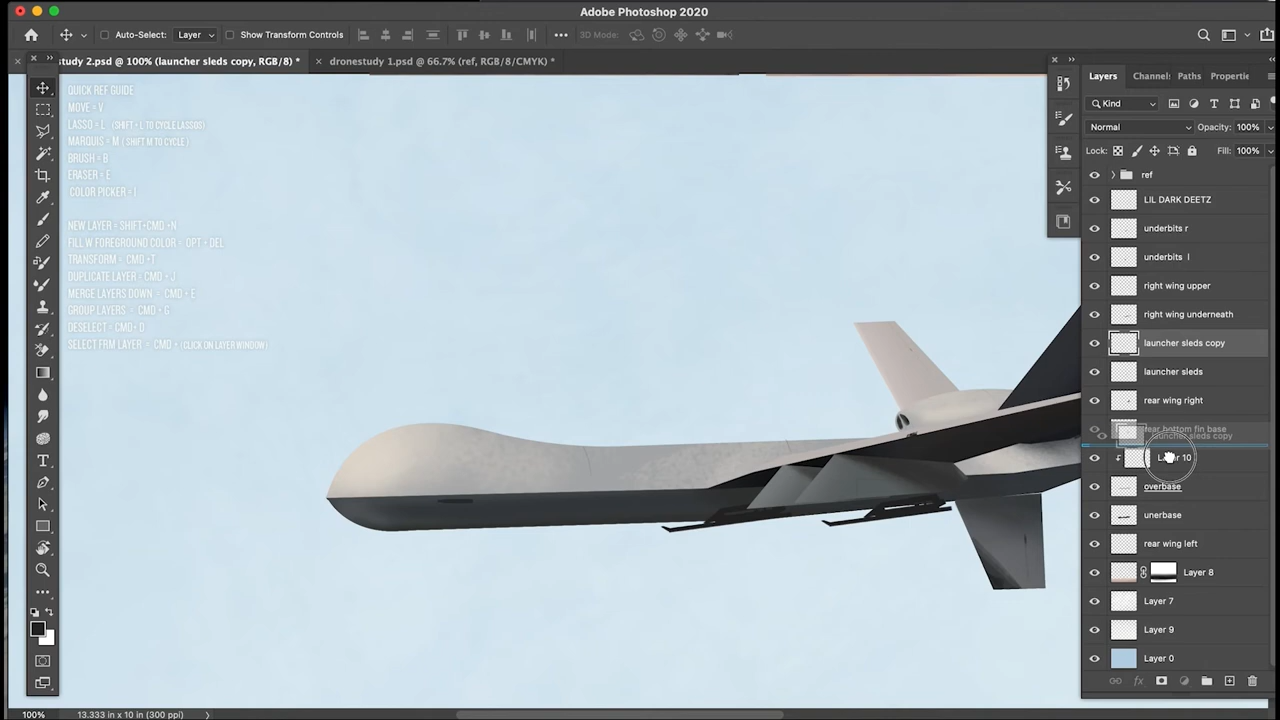 Adobe Photoshop 2020
Auto-Select: Layer Show Transform Controls 3D Mode:
study 2.psd @ 100% (launcher sleds copy, RGB/8) *
dronestudy 1.psd @ 66.7% (ref, RGB/8/CMYK) *
QUICK REF GUIDE
MOVE = V
LASSO = L (SHIFT + L TO CYCLE LASSOS)
MARQUIS = M ( SHIFT M TO CYCLE )
BRUSH = B
ERASER = E
COLOR PICKER = I
NEW LAYER = SHIFT+CMD +N
FILL W FOREGROUND COLOR = OPT + DEL
TRANSFORM = CMD +T
DUPLICATE LAYER = CMD + J
MERGE LAYERS DOWN = CMD + E
GROUP LAYERS = CMD + G
DESELECT = CMD+ D
SELECT FRM LAYER = CMD + (CLICK ON LAYER WINDOW)
Layers Channel Paths Propertie
Kind
Normal Opacity: 100%
Lock: Fill: 100%
ref
LIL DARK DEETZ
underbits r
underbits l
right wing upper
right wing underneath
launcher sleds copy
launcher sleds
rear wing right
rear bottom fin base
launcher sleds copy
Layer 10
overbase
unerbase
rear wing left
Layer 8
Layer 7
Layer 9
Layer 0
100% 13.333 in x 10 in (300 ppi)